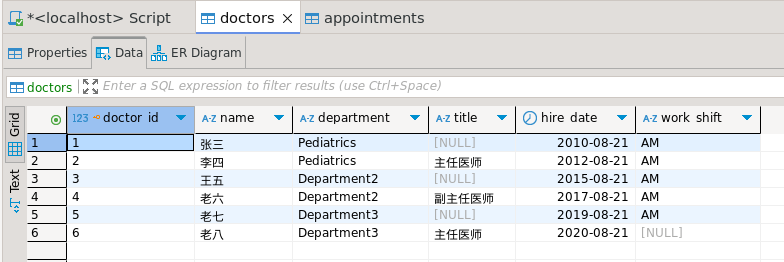 *<localhost> Script doctors appointments
Properties Data ER Diagram
doctors Enter a SQL expression to filter results (use Ctrl+Space)
Grid
Text
123 doctor_id A-Z name A-Z department A-Z title hire_date A-Z work_shift
1 1 张三 Pediatrics [NULL] 2010-08-21 AM
2 2 李四 Pediatrics 主任医师 2012-08-21 AM
3 3 王五 Department2 [NULL] 2015-08-21 AM
4 4 老六 Department2 副主任医师 2017-08-21 AM
5 5 老七 Department3 [NULL] 2019-08-21 AM
6 6 老八 Department3 主任医师 2020-08-21 [NULL]